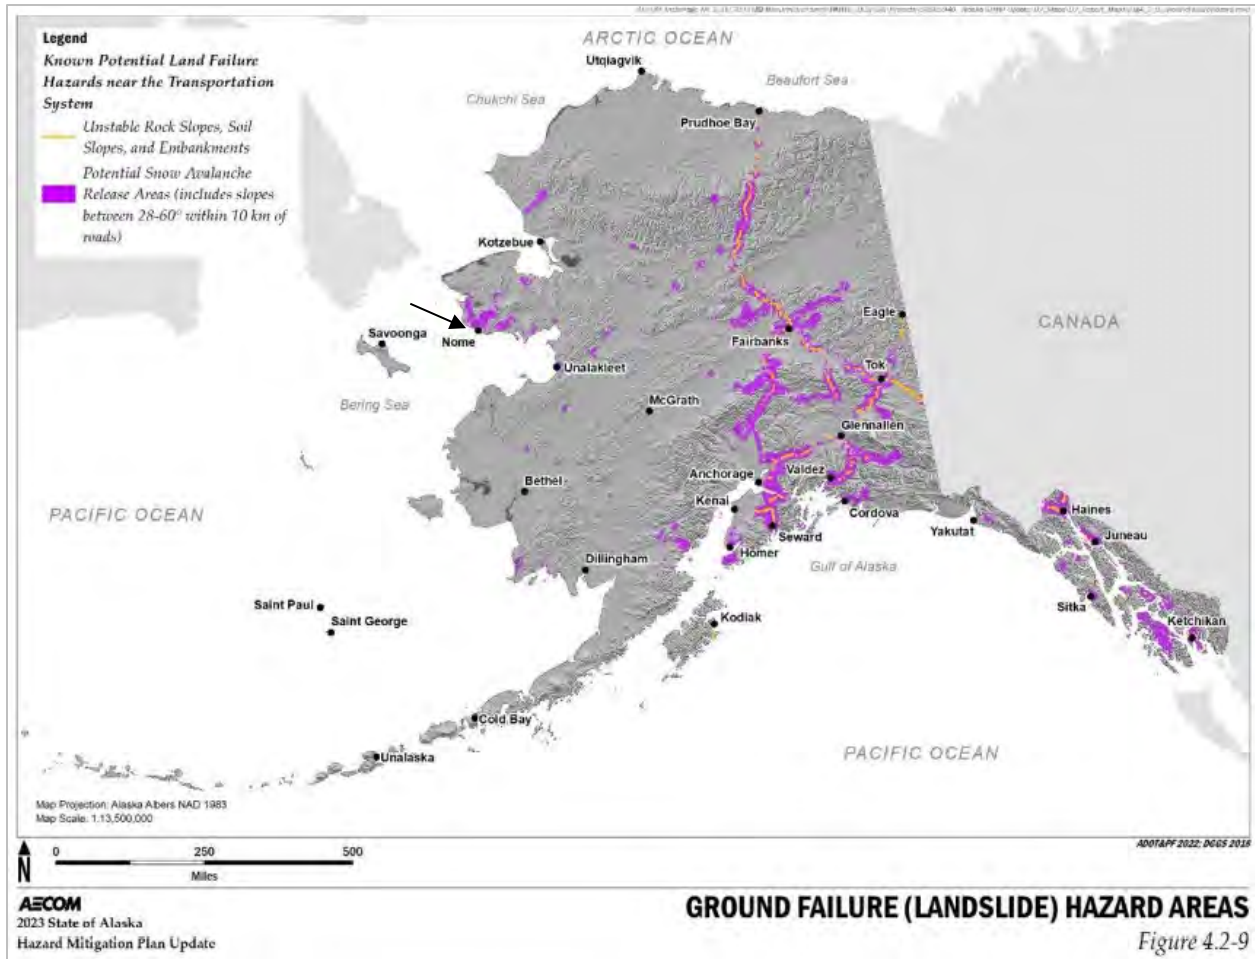 Legend
Known Potential Land Failure
Hazards near the Transportation
System
Unstable Rock Slopes, Soil
Slopes, and Embankments
Potential Snow Avalanche
Release Areas (includes slopes
between 28-60° within 10 km of
roads)
ARCTIC OCEAN
Utqiagvik
Beaufort Sea
Chukchi Sea
Prudhoe Bay
Kotzebue
Eagle
CANADA
Savoonga
Nome
Fairbanks
Unalakleet
Tok
Bering Sea
McGrath
Glennallen
Anchorage
Valdez
Bethel
Kenai
PACIFIC OCEAN
Cordova
Haines
Yakutat
Seward
Juneau
Homer
Dillingham
Gulf of Alaska
Saint Paul
Sitka
Saint George
Kodiak
Ketchikan
Cold Bay
PACIFIC OCEAN
Unalaska
Map Projection: Alaska Albers NAD 1983
Map Scale: 1:13,500,000
ADOT&PF 2022; DGGS 2018
0 250 500
Miles
N
AECOM
2023 State of Alaska
Hazard Mitigation Plan Update
GROUND FAILURE (LANDSLIDE) HAZARD AREAS
Figure 4.2-9